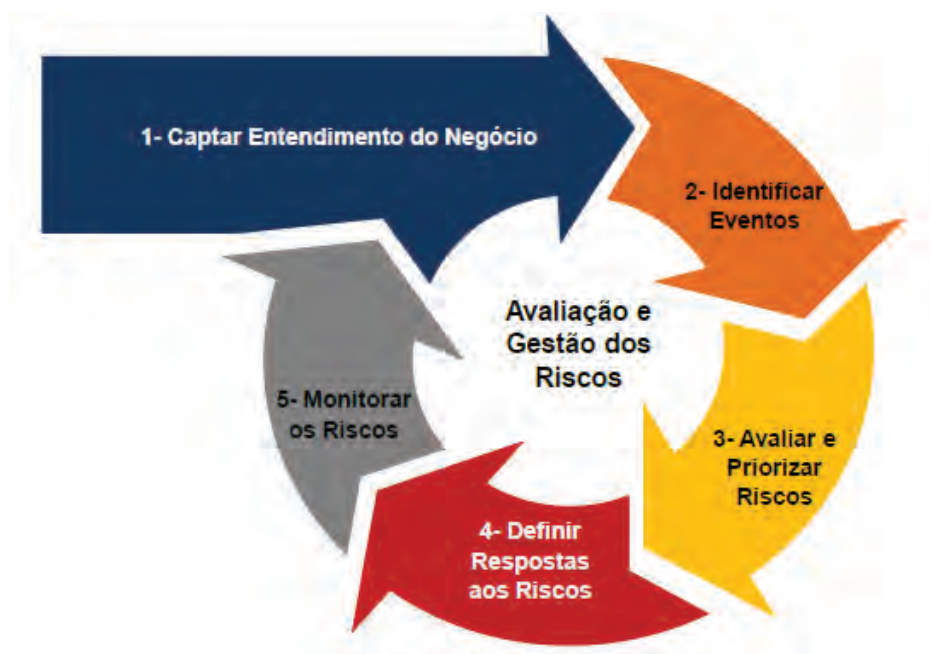 1- Captar Entendimento do Negócio
2- Identificar
Eventos
Avaliação e
Gestão dos
Riscos
3- Avaliar e
Priorizar
Riscos
4- Definir
Respostas
aos Riscos
5- Monitorar
os Riscos